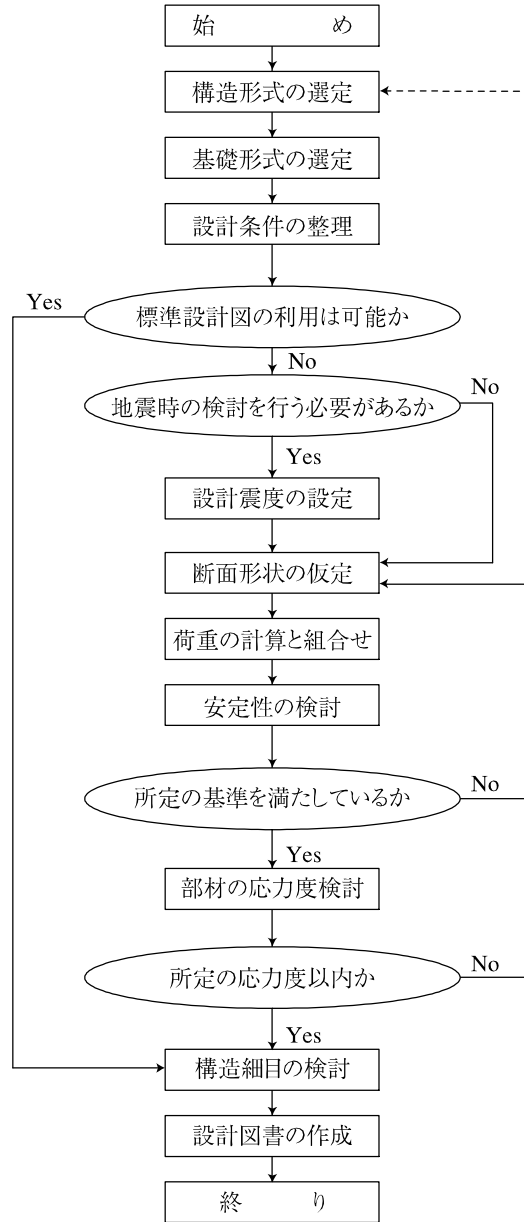 始め
構造形式の選定
基礎形式の選定
設計条件の整理
Yes
標準設計図の利用は可能か
No
地震時の検討を行う必要があるか
No
Yes
設計震度の設定
断面形状の仮定
荷重の計算と組合せ
安定性の検討
所定の基準を満たしているか
No
Yes
部材の応力度検討
所定の応力度以内か
No
Yes
構造細目の検討
設計図書の作成
終り